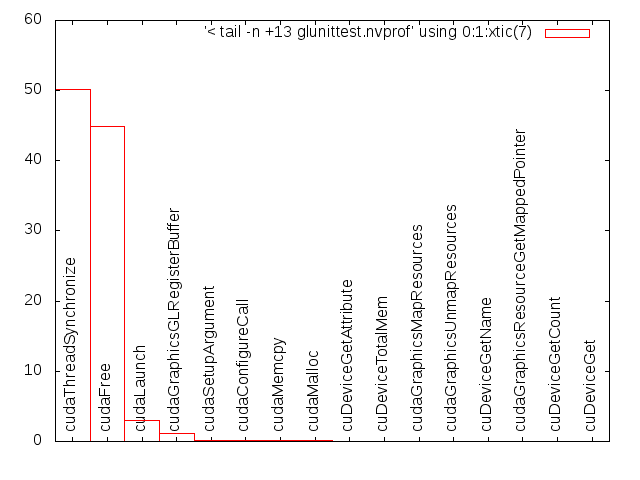 '< tail -n +13 glunittest.nvprof' using 0:1:xtic(7)
60
50
40
30
20
10
0
cudaThreadSynchronize
cudaFree
cudaLaunch
cudaGraphicsGLRegisterBuffer
cudaSetupArgument
cudaConfigureCall
cudaMemcpy
cudaMalloc
cuDeviceGetAttribute
cuDeviceTotalMem
cudaGraphicsMapResources
cudaGraphicsUnmapResources
cuDeviceGetName
cudaGraphicsResourceGetMappedPointer
cuDeviceGetCount
cuDeviceGet